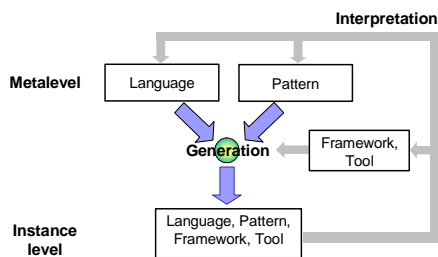 Interpretation
Metalevel
Language
Pattern
Generation
Framework,
Tool
Instance
level
Language, Pattern,
Framework, Tool